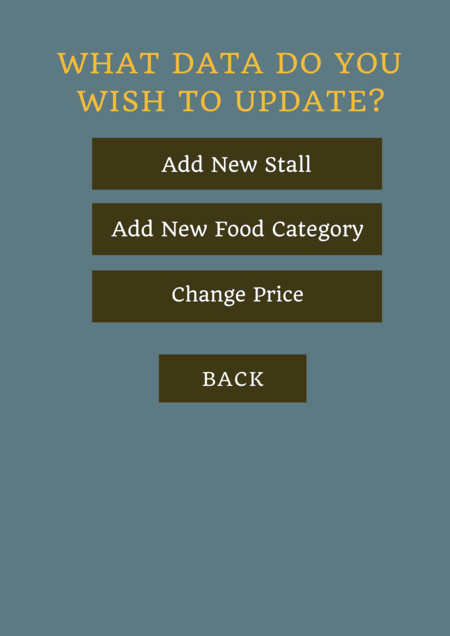 WHAT DATA DO YOU
WISH TO UPDATE?
Add New Stall
Add New Food Category
Change Price
BACK